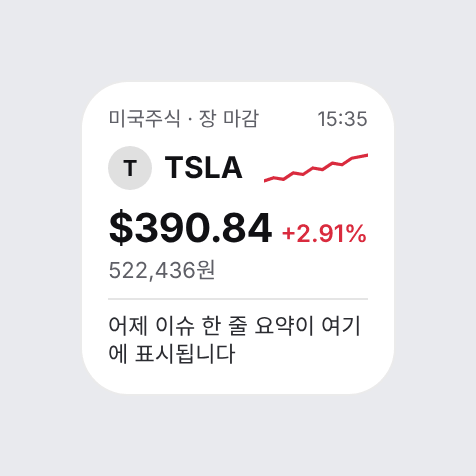 미국주식 · 장 마감 15:35
T TSLA
$390.84 +2.91%
522,436원
어제 이슈 한 줄 요약이 여기
에 표시됩니다